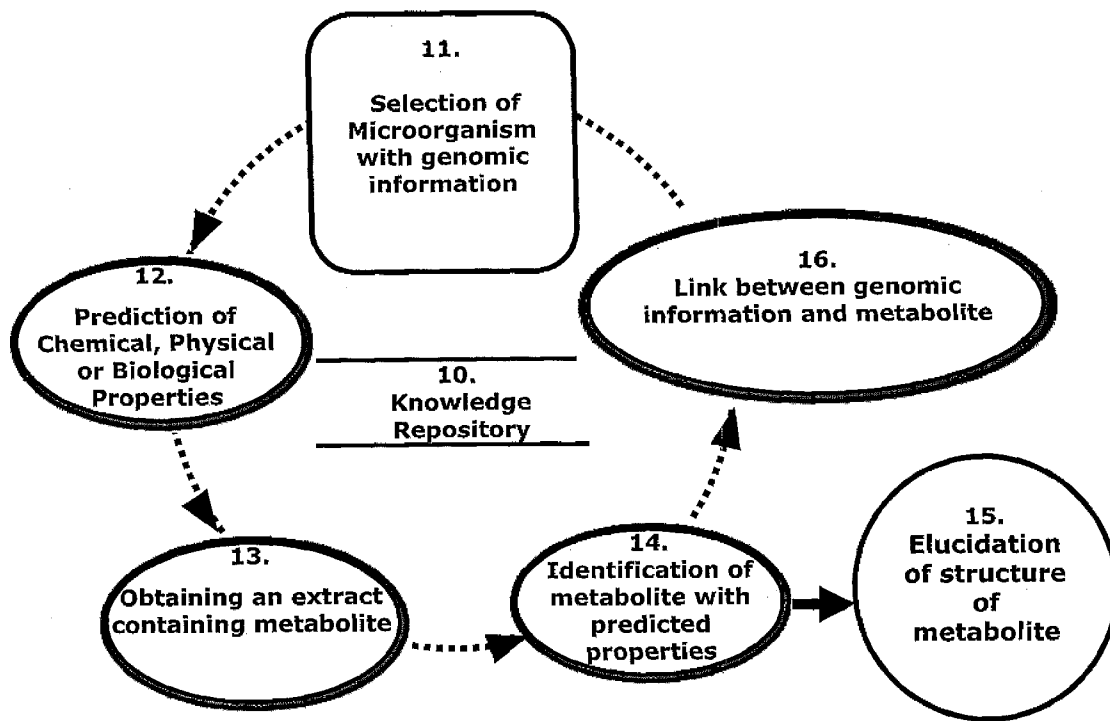 11.
Selection of
Microorganism
with genomic
information
12.
Prediction of
Chemical, Physical
or Biological
Properties
16.
Link between genomic
information and metabolite
10.
Knowledge
Repository
13.
Obtaining an extract
containing metabolite
14.
Identification of
metabolite with
predicted
properties
15.
Elucidation
of structure
of
metabolite